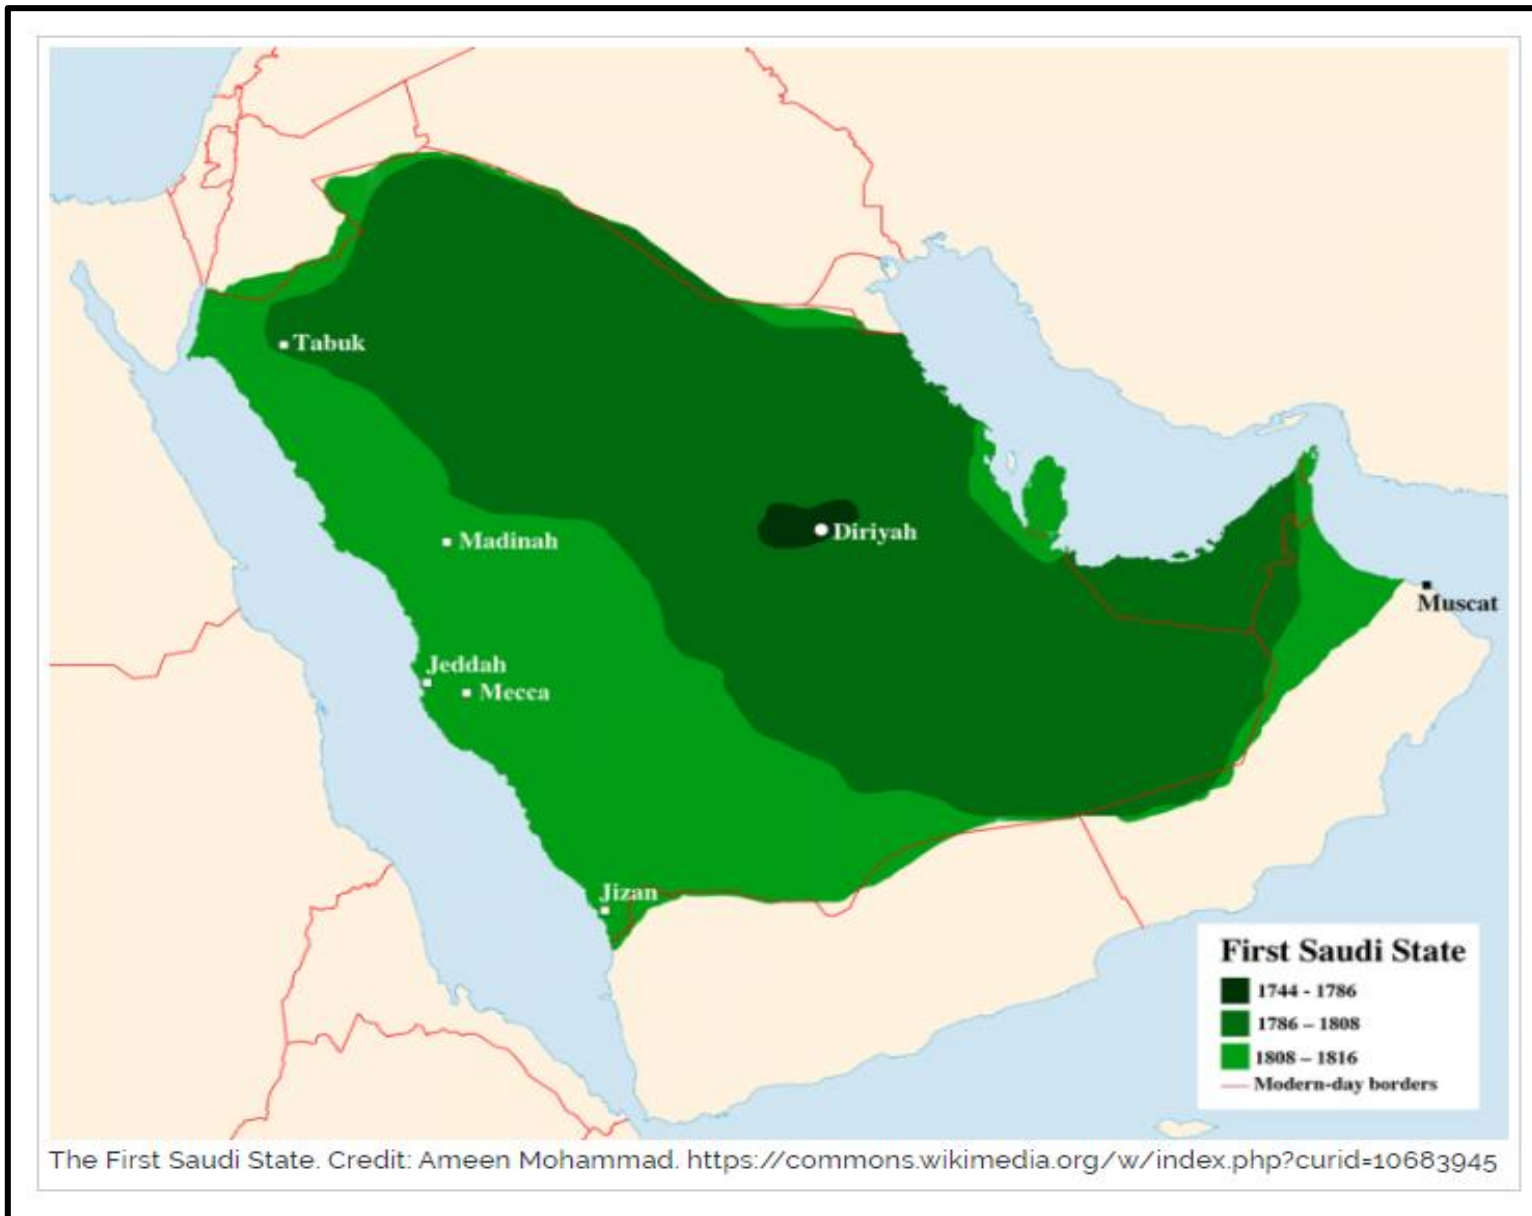 Tabuk
Diriyah
Madinah
Muscat
Jeddah
Mecca
Jizan
First Saudi State
1744 - 1786
1786 – 1808
1808 – 1816
Modern-day borders
The First Saudi State. Credit: Ameen Mohammad. https://commons.wikimedia.org/w/index.php?curid=10683945